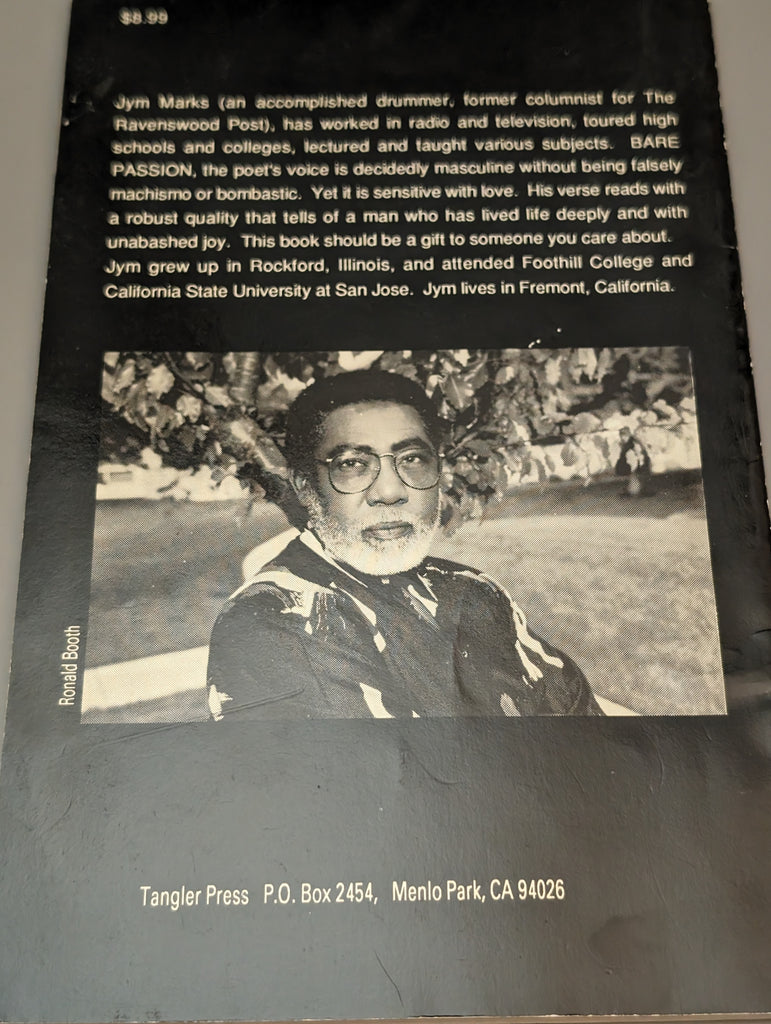 $8.99
Jym Marks (an accomplished drummer, former columnist for The
Ravenswood Post), has worked in radio and television, toured high
schools and colleges, lectured and taught various subjects. BARE
PASSION, the poet's voice is decidedly masculine without being falsely
machismo or bombastic. Yet it is sensitive with love. His verse reads with
a robust quality that tells of a man who has lived life deeply and with
unabashed joy. This book should be a gift to someone you care about.
Jym grew up in Rockford, Illinois, and attended Foothill College and
California State University at San Jose. Jym lives in Fremont, California.
Ronald Booth
Tangler Press P.O. Box 2454, Menlo Park, CA 94026